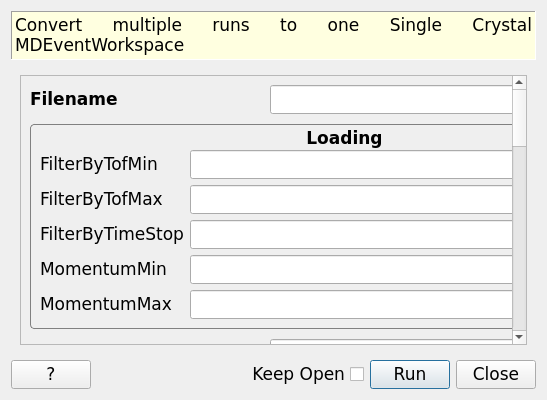 Convert multiple runs to one Single Crystal
MDEventWorkspace
Filename
Loading
FilterByTofMin
FilterByTofMax
FilterByTimeStop
MomentumMin
MomentumMax
? Keep Open Run Close